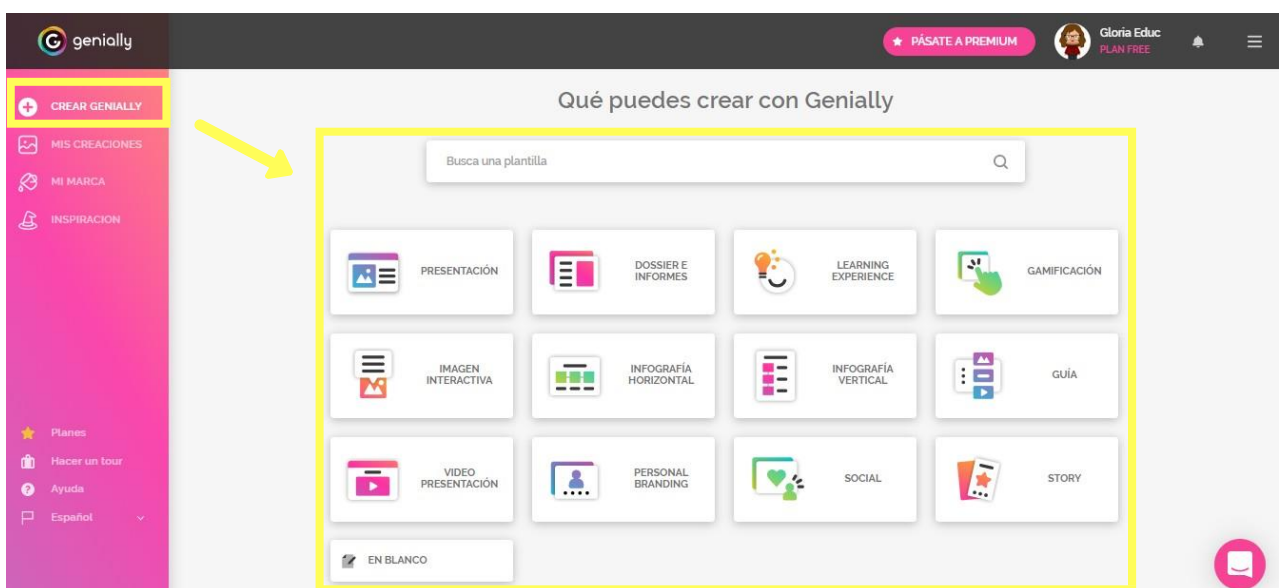 genially
PÁSATE A PREMIUM
Gloria Educ
PLAN FREE
CREAR GENIALLY
MIS CREACIONES
MI MARCA
INSPIRACION
Planes
Hacer un tour
Ayuda
Español
Qué puedes crear con Genially
Busca una plantilla
PRESENTACIÓN
DOSSIER E
INFORMES
LEARNING
EXPERIENCE
GAMIFICACIÓN
IMAGEN
INTERACTIVA
INFOGRAFÍA
HORIZONTAL
INFOGRAFÍA
VERTICAL
GUÍA
VIDEO
PRESENTACIÓN
PERSONAL
BRANDING
SOCIAL
STORY
EN BLANCO